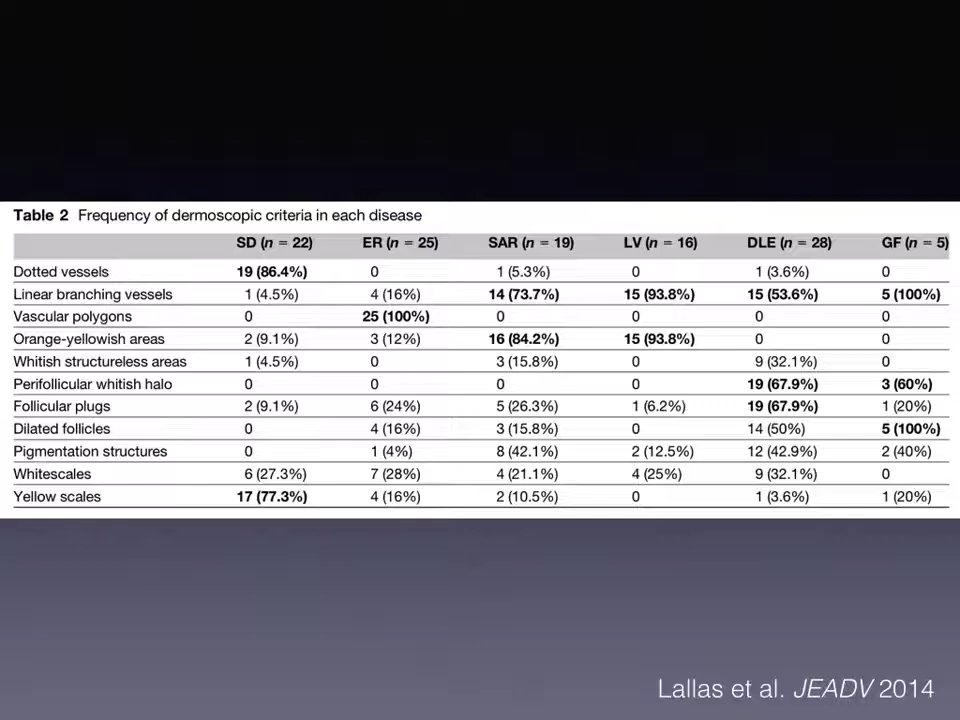 Table 2 Frequency of dermoscopic criteria in each disease
SD (n = 22) ER (n = 25) SAR (n = 19) LV (n = 16) DLE (n = 28) GF (n = 5)
Dotted vessels 19 (86.4%) 0 1 (5.3%) 0 1 (3.6%) 0
Linear branching vessels 1 (4.5%) 4 (16%) 14 (73.7%) 15 (93.8%) 15 (53.6%) 5 (100%)
Vascular polygons 0 25 (100%) 0 0 0 0
Orange-yellowish areas 2 (9.1%) 3 (12%) 16 (84.2%) 15 (93.8%) 0 0
Whitish structureless areas 1 (4.5%) 0 3 (15.8%) 0 9 (32.1%) 0
Perifollicular whitish halo 0 0 0 0 19 (67.9%) 3 (60%)
Follicular plugs 2 (9.1%) 6 (24%) 5 (26.3%) 1 (6.2%) 19 (67.9%) 1 (20%)
Dilated follicles 0 4 (16%) 3 (15.8%) 0 14 (50%) 5 (100%)
Pigmentation structures 0 1 (4%) 8 (42.1%) 2 (12.5%) 12 (42.9%) 2 (40%)
Whitescales 6 (27.3%) 7 (28%) 4 (21.1%) 4 (25%) 9 (32.1%) 0
Yellow scales 17 (77.3%) 4 (16%) 2 (10.5%) 0 1 (3.6%) 1 (20%)
Lallas et al. JEADV 2014